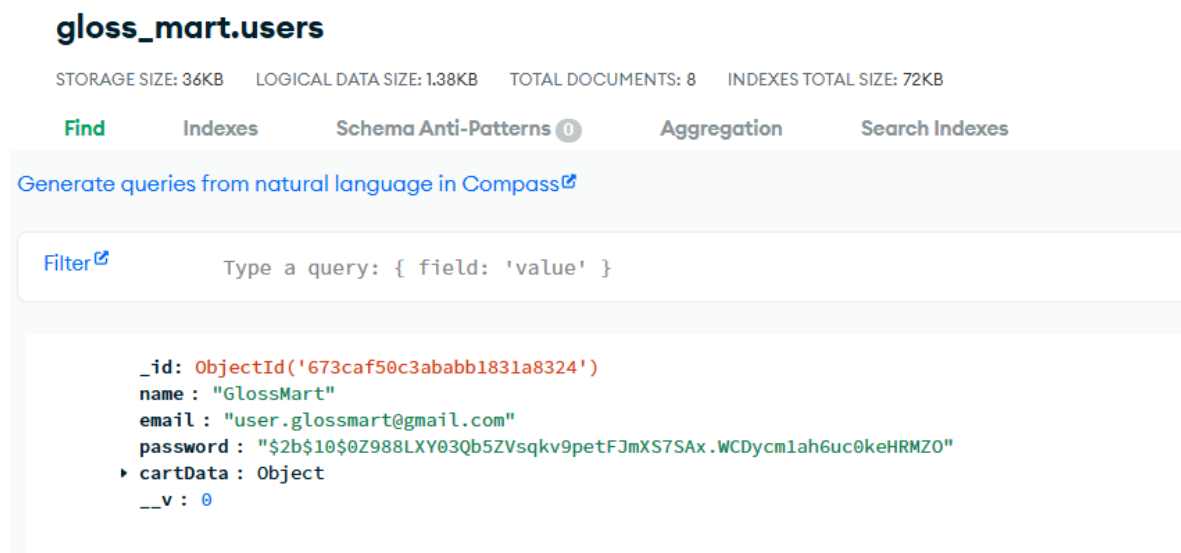 gloss_mart.users
STORAGE SIZE: 36KB LOGICAL DATA SIZE: 1.38KB TOTAL DOCUMENTS: 8 INDEXES TOTAL SIZE: 72KB
Find Indexes Schema Anti-Patterns 0 Aggregation Search Indexes
Generate queries from natural language in Compass
Filter Type a query: { field: 'value' }
_id: ObjectId('673caf50c3ababb1831a8324')
name : "GlossMart"
email : "user.glossmart@gmail.com"
password : "$2b$10$0Z988LXY03Qb5ZVsqkv9petFJmXS7SAx.WCDycm1ah6uc0keHRMZO"
cartData : Object
__v : 0